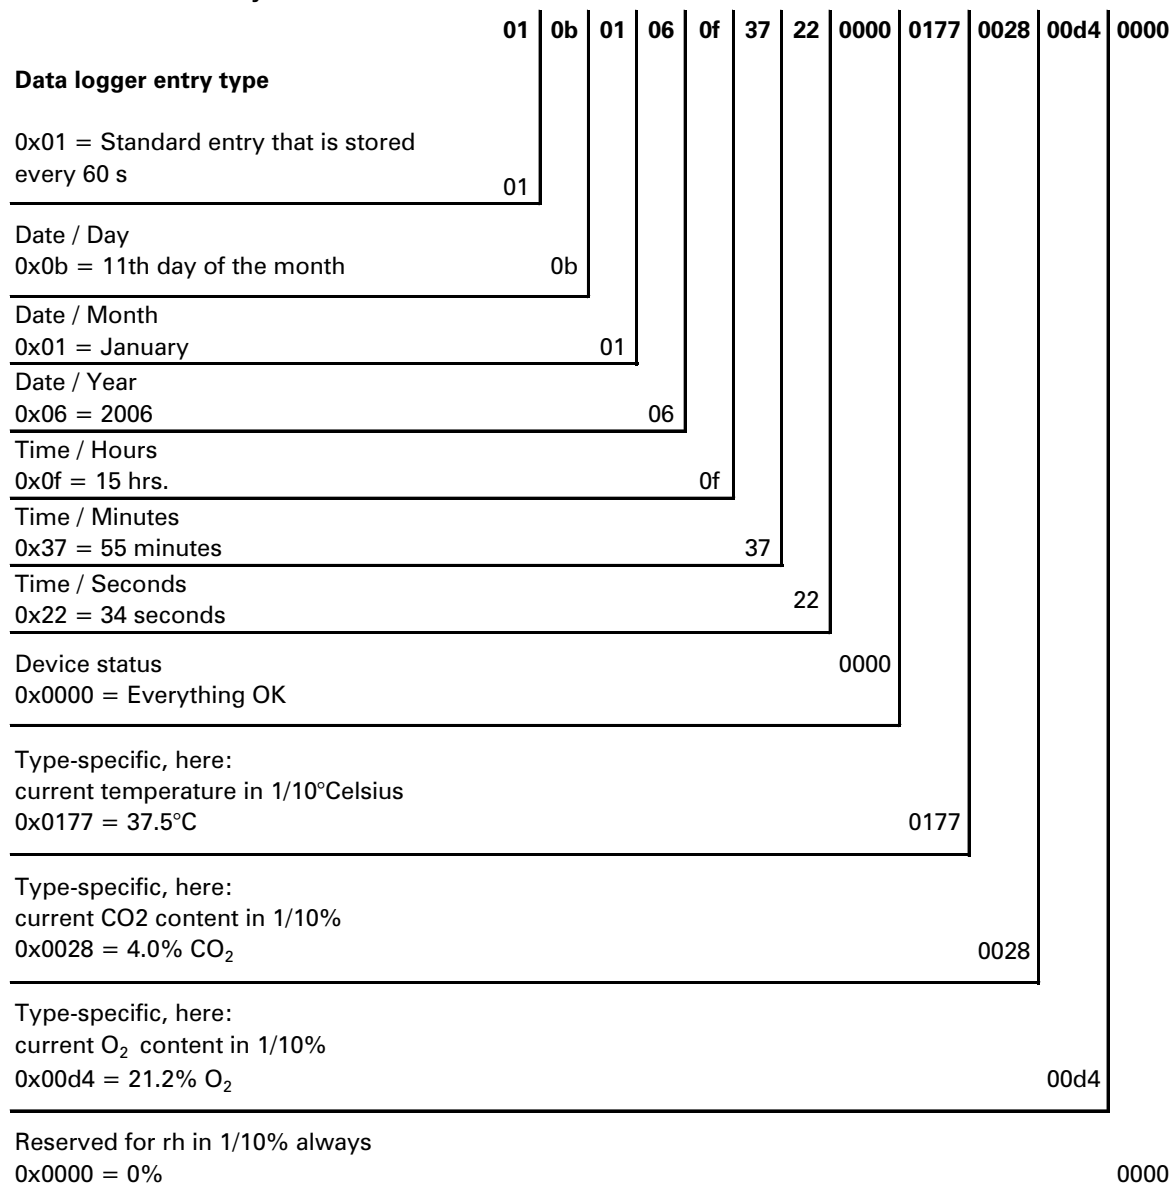 01 0b 01 06 0f 37 22 0000 0177 0028 00d4 0000
Data logger entry type
0x01 = Standard entry that is stored
every 60 s
01
Date / Day
0x0b = 11th day of the month 0b
Date / Month
0x01 = January 01
Date / Year
0x06 = 2006 06
Time / Hours
0x0f = 15 hrs. 0f
Time / Minutes
0x37 = 55 minutes 37
Time / Seconds
22
0x22 = 34 seconds
Device status 0000
0x0000 = Everything OK
Type-specific, here:
current temperature in 1/10°Celsius
0x0177 = 37.5°C 0177
Type-specific, here:
current CO2 content in 1/10%
0x0028 = 4.0% CO₂ 0028
Type-specific, here:
current O₂ content in 1/10%
0x00d4 = 21.2% O₂ 00d4
Reserved for rh in 1/10% always
0x0000 = 0% 0000